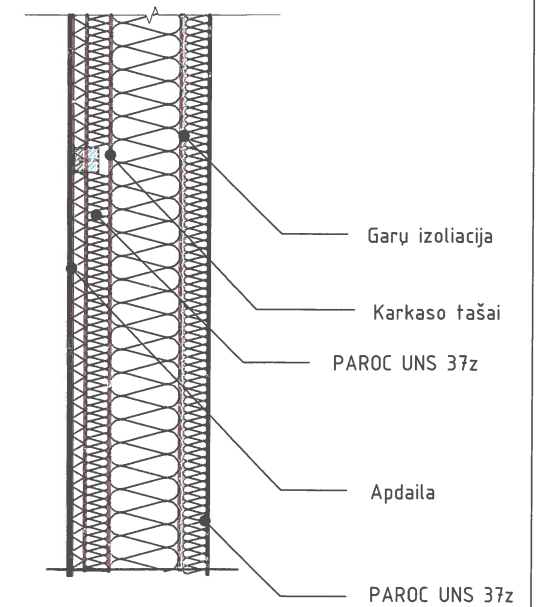 Garų izoliacija
Karkaso tašai
PAROC UNS 37z
Apdaila
PAROC UNS 37z